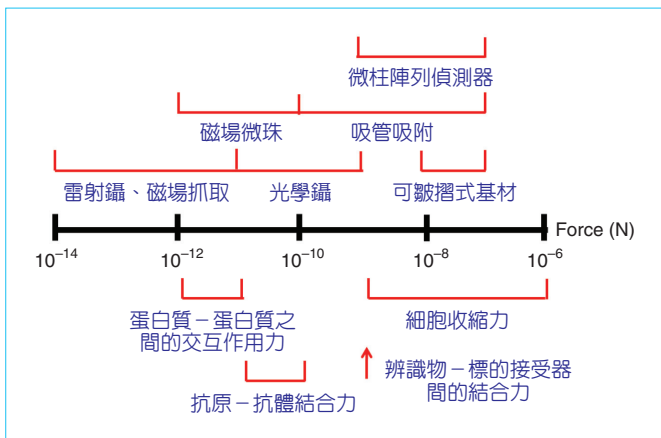 微柱陣列偵測器
磁場微珠 吸管吸附
雷射鑷、磁場抓取 光學鑷 可皺摺式基材
Force (N)
10⁻¹⁴ 10⁻¹² 10⁻¹⁰ 10⁻⁸ 10⁻⁶
蛋白質－蛋白質之
間的交互作用力
細胞收縮力
抗原－抗體結合力
辨識物－標的接受器
間的結合力